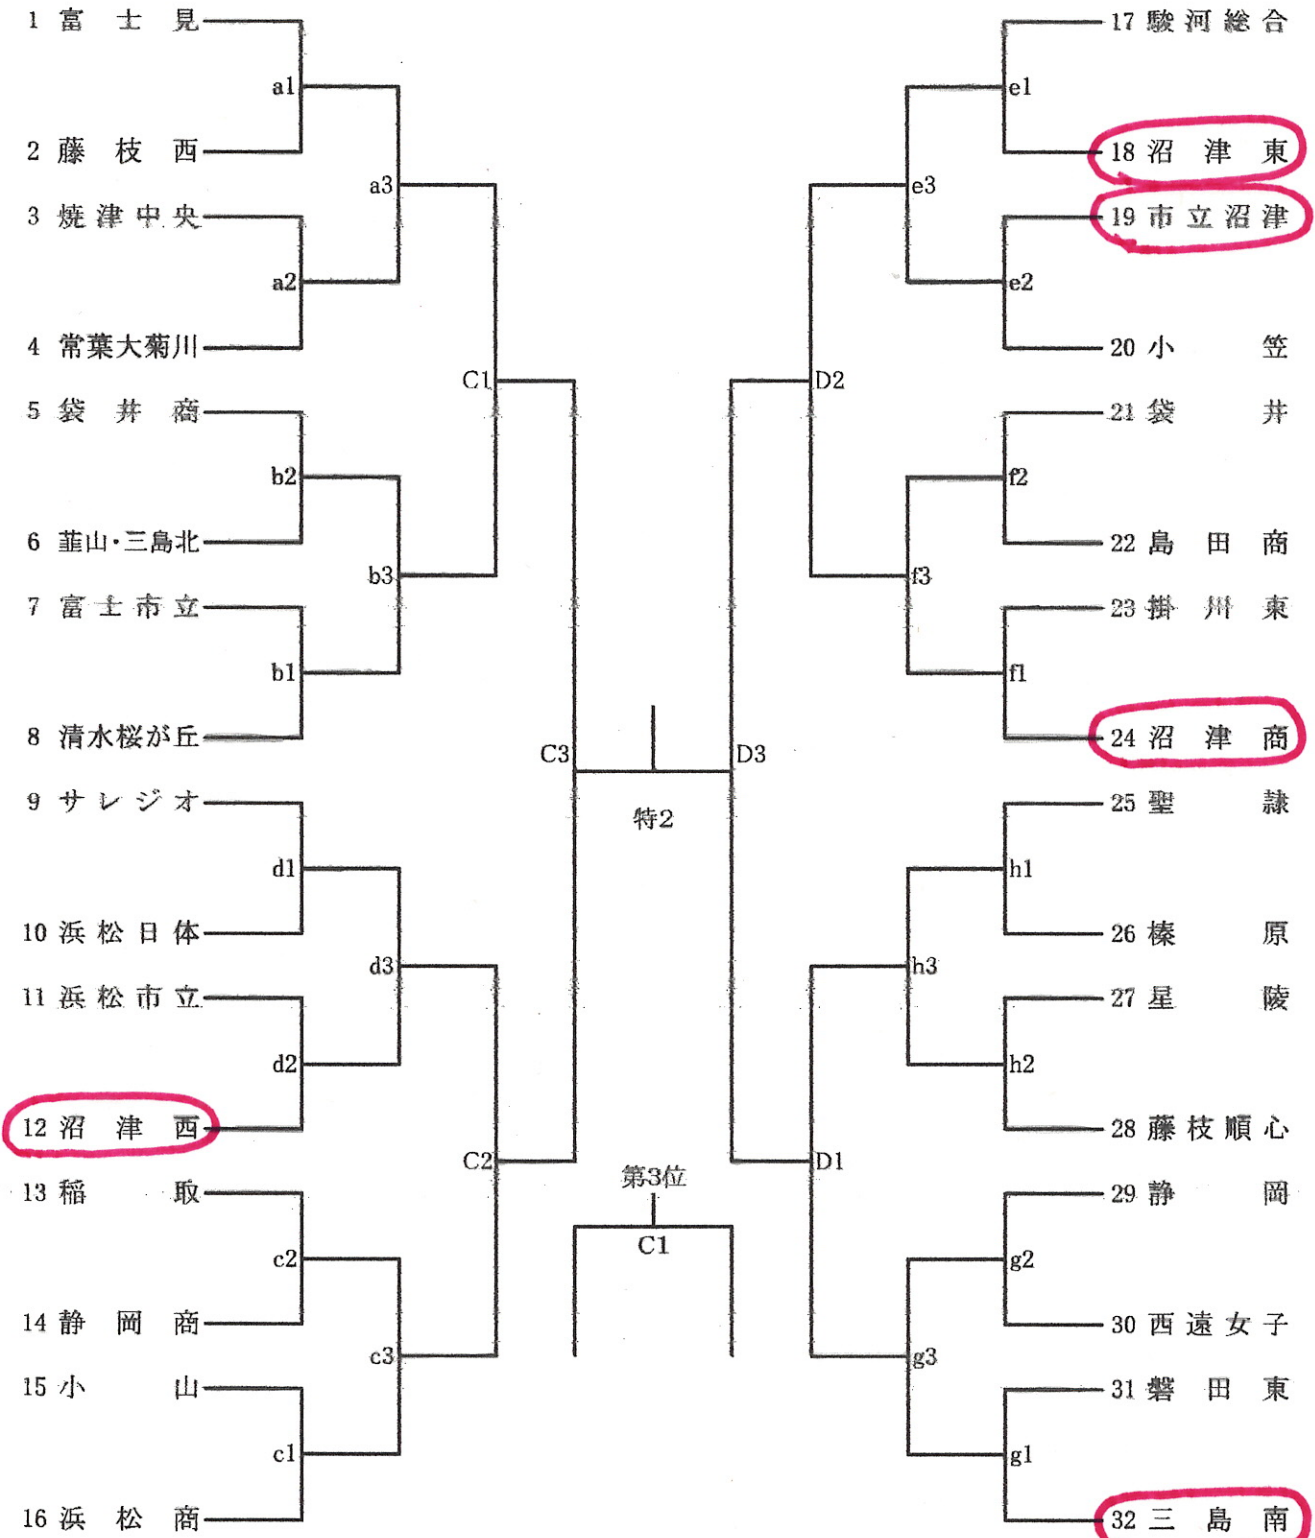 1 富士見
a1
2 藤枝西
a3
3 焼津中央
a2
4 常葉大菊川
C1
5 袋井商
b2
6 韮山・三島北
b3
7 富士市立
b1
8 清水桜が丘
C3
9 サレジオ
d1
10 浜松日体
d3
11 浜松市立
d2
12 沼津西
C2
13 稲取
c2
14 静岡商
c3
15 小山
c1
16 浜松商
特2
第3位
C1
17 駿河総合
e1
18 沼津東
e3
19 市立沼津
e2
20 小笠
D2
21 袋井
f2
22 島田商
f3
23 掛川東
f1
24 沼津商
D3
25 聖隷
h1
26 榛原
h3
27 星陵
h2
28 藤枝順心
D1
29 静岡
g2
30 西遠女子
g3
31 磐田東
g1
32 三島南